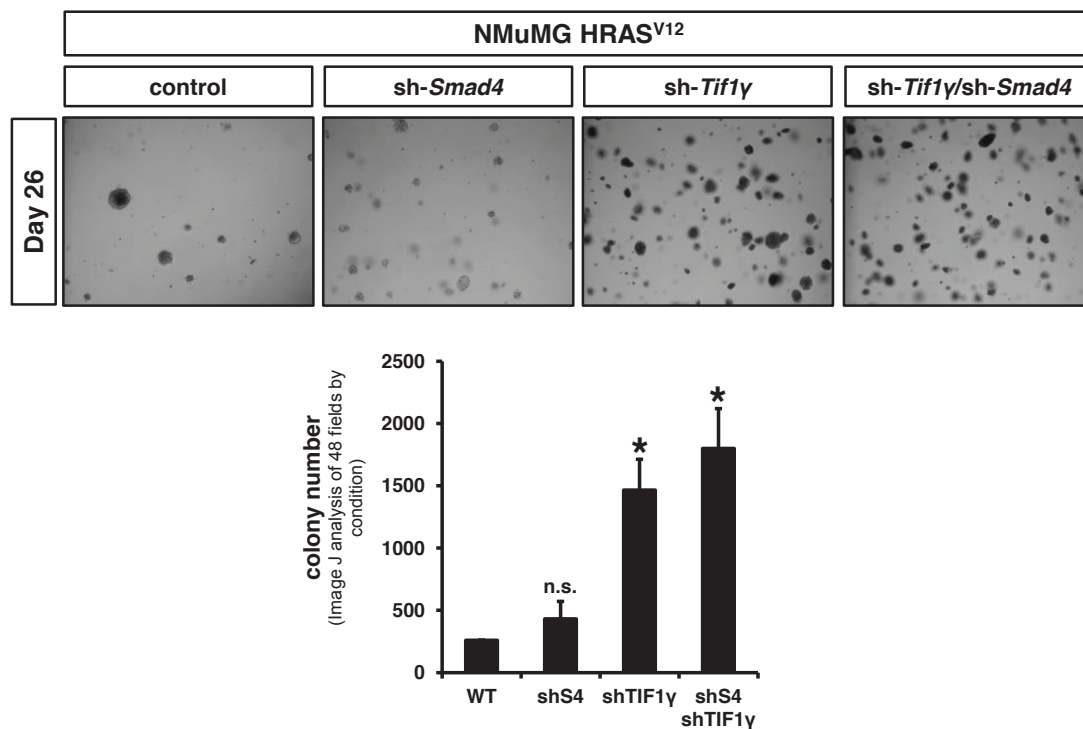 NMuMG HRASV12
control
sh-Smad4
sh-Tif1γ
sh-Tif1γ/sh-Smad4
Day 26
colony number
(Image J analysis of 48 fields by
condition)
2500
2000
1500
1000
500
0
n.s.
*
*
WT
shS4
shTIF1γ
shS4
shTIF1γ